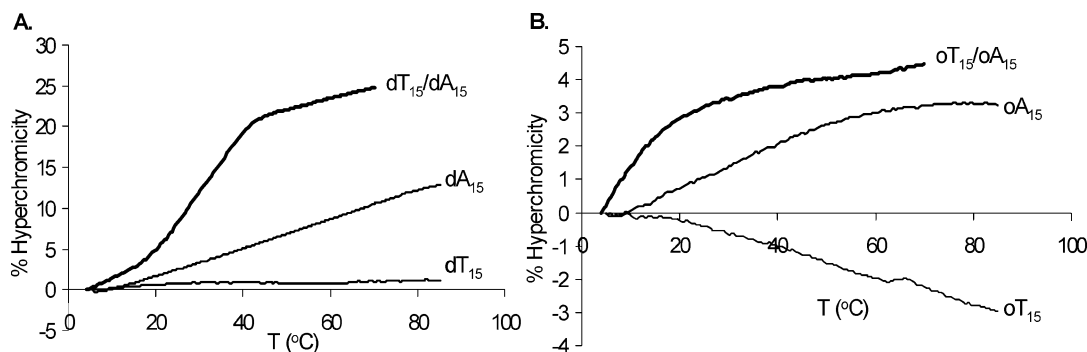 A.
30
25
20
15
10
5
0
-5
0 20 40 60 80 100
% Hyperchromicity
T (°C)
dT15/dA15
dA15
dT15
B.
5
4
3
2
1
0
-1
-2
-3
-4
0 20 40 60 80 100
% Hyperchromicity
T (°C)
oT15/oA15
oA15
oT15